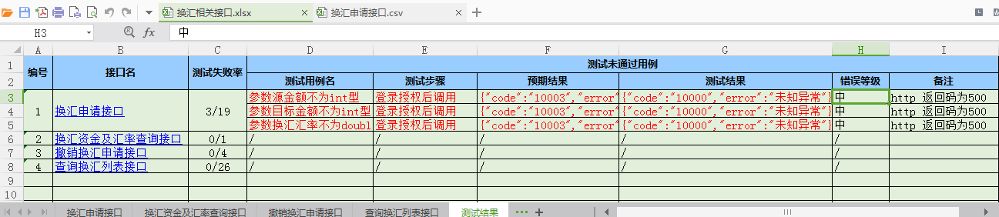 换汇相关接口.xlsx 换汇申请接口.csv
H3 fx 中
A B C D E F G H I
1 编号 接口名 测试失败率 测试未通过用例
2 测试用例名 测试步骤 预期结果 测试结果 错误等级 备注
3 参数源金额不为int型 登录授权后调用 {"code":"10003","error" {"code":"10000","error":"未知异常"} 中 http 返回码为500
4 1 换汇申请接口 3/19 参数目标金额不为int型 登录授权后调用 {"code":"10003","error" {"code":"10000","error":"未知异常"} 中 http 返回码为500
5 参数换汇汇率不为doubl 登录授权后调用 {"code":"10003","error" {"code":"10000","error":"未知异常"} 中 http 返回码为500
6 2 换汇资金及汇率查询接口 0/1 / / / / /
7 3 撤销换汇申请接口 0/4 / / / / /
8 4 查询换汇列表接口 0/26 / / / / /
9
10
换汇申请接口 换汇资金及汇率查询接口 撤销换汇申请接口 查询换汇列表接口 测试结果